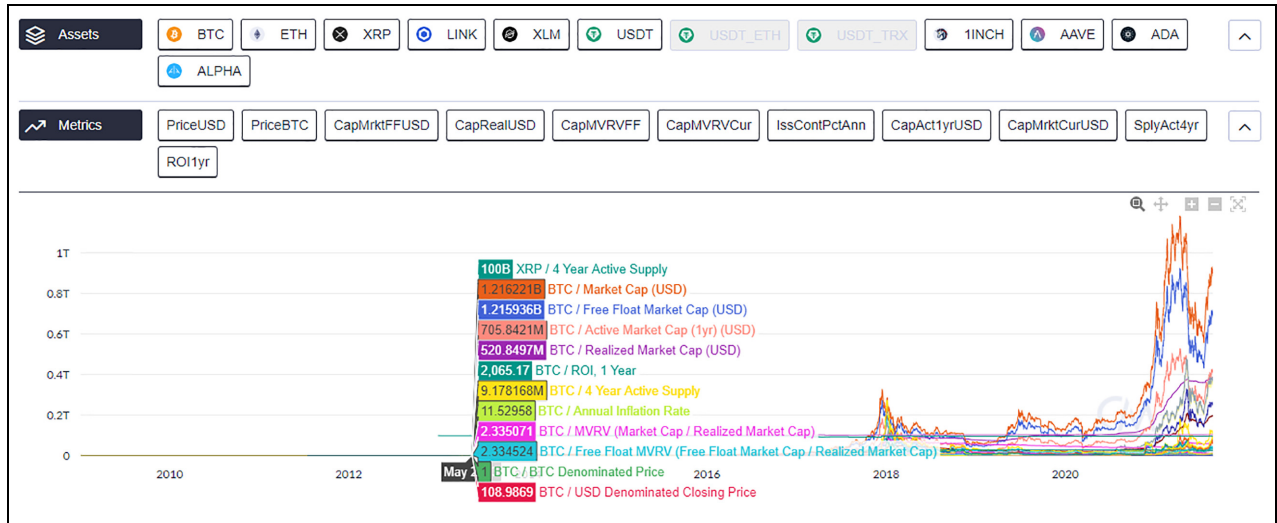 Assets BTC ETH XRP LINK XLM USDT USDT_ETH USDT_TRX 1INCH AAVE ADA
ALPHA
Metrics PriceUSD PriceBTC CapMrktFFUSD CapRealUSD CapMVRVFF CapMVRVCur IssContPctAnn CapAct1yrUSD CapMrktCurUSD SplyAct4yr
ROI1yr
1T
100B XRP / 4 Year Active Supply
1.216221B BTC / Market Cap (USD)
0.8T
1.215936B BTC / Free Float Market Cap (USD)
705.8421M BTC / Active Market Cap (1yr) (USD)
0.6T
520.8497M BTC / Realized Market Cap (USD)
2,065.17 BTC / ROI, 1 Year
0.4T
9.178168M BTC / 4 Year Active Supply
11.52958 BTC / Annual Inflation Rate
0.2T
2.335071 BTC / MVRV (Market Cap / Realized Market Cap)
2.334524 BTC / Free Float MVRV (Free Float Market Cap / Realized Market Cap)
0
1 BTC / BTC Denominated Price
2010 2012 May 2016 2018 2020
108.9869 BTC / USD Denominated Closing Price